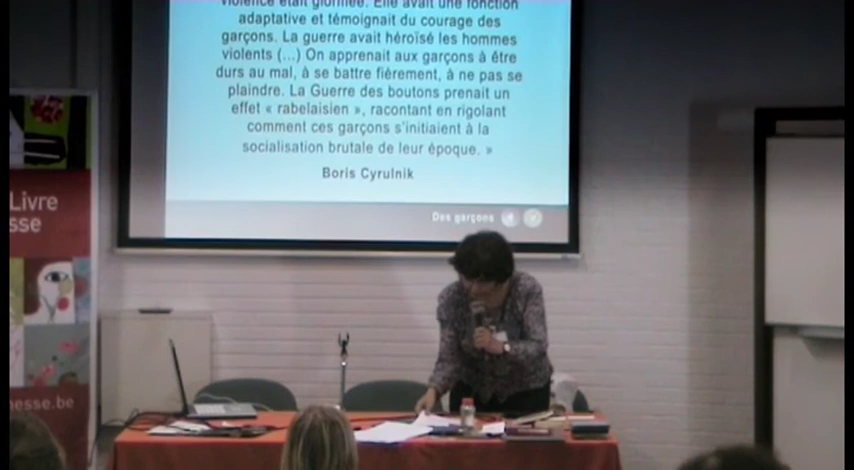 violence était glorifiée. Elle avait une fonction
adaptative et témoignait du courage des
garçons. La guerre avait héroïsé les hommes
violents (...) On apprenait aux garçons à être
durs au mal, à se battre fièrement, à ne pas se
plaindre. La Guerre des boutons prenait un
effet « rabelaisien », racontant en rigolant
comment ces garçons s'initiaient à la
socialisation brutale de leur époque. »
Boris Cyrulnik
Des garçons
Livre
sse
nesse.be